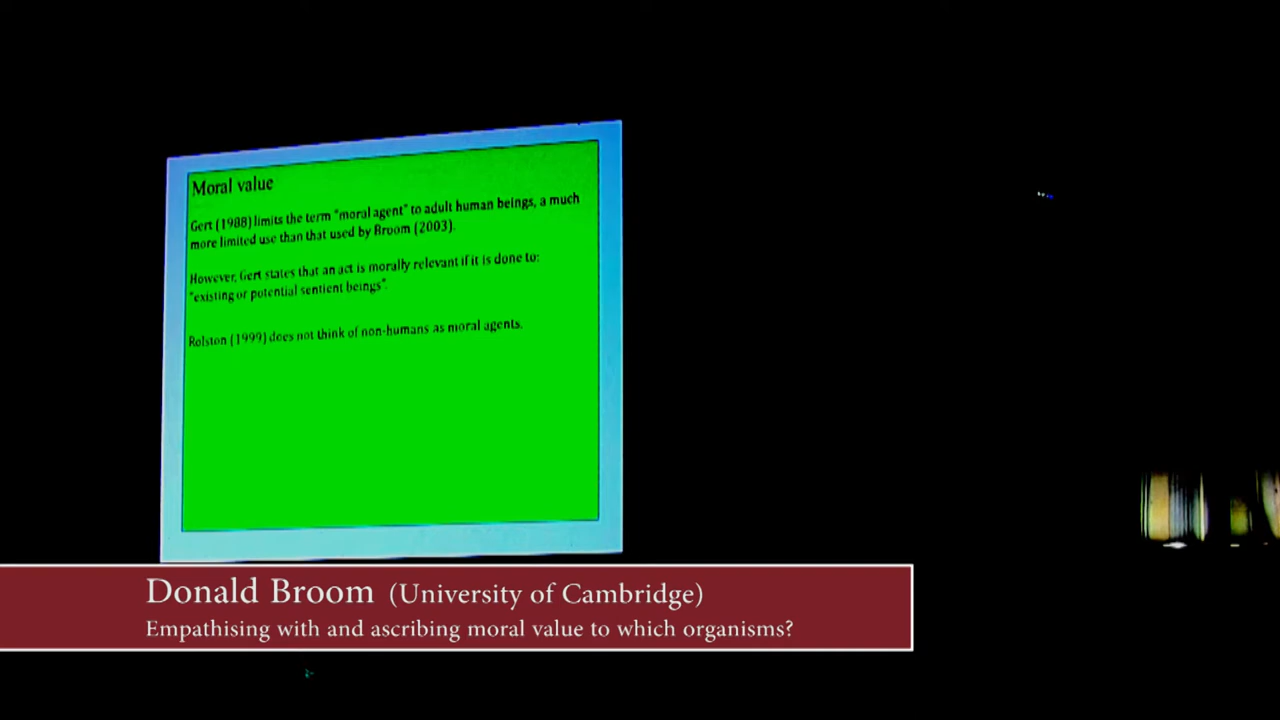 Moral value
Gert (1988) limits the term "moral agent" to adult human beings, a much
more limited use than that used by Broom (2003).
However, Gert states that an act is morally relevant if it is done to:
"existing or potential sentient beings".
Rolston (1999) does not think of non-humans as moral agents.
Donald Broom (University of Cambridge)
Empathising with and ascribing moral value to which organisms?